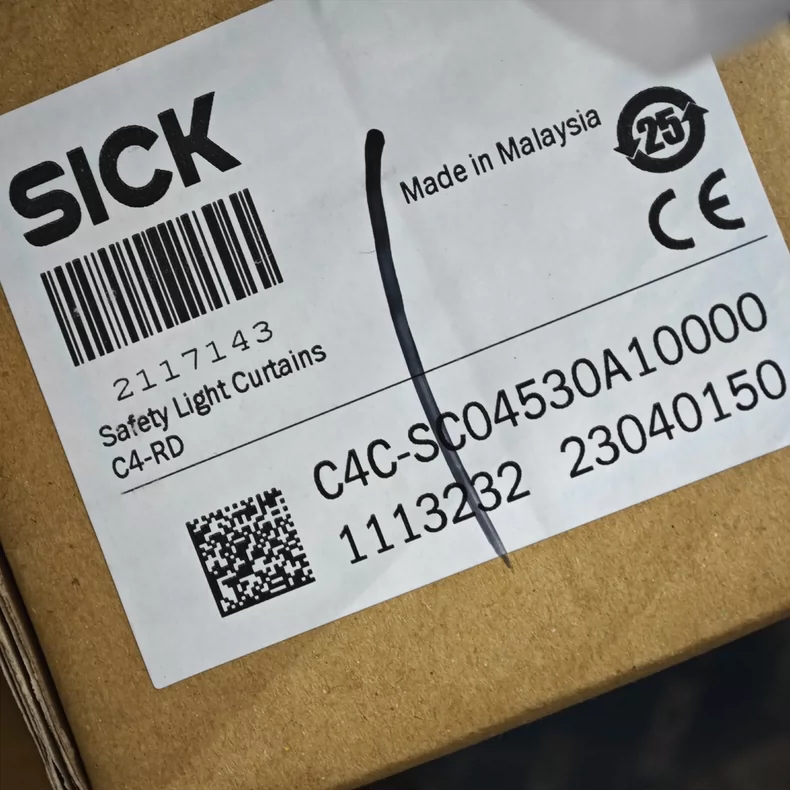 SICK
Made in Malaysia
25
CE
2117143
Safety Light Curtains
C4-RD
C4C-SC04530A10000
1113232 23040150